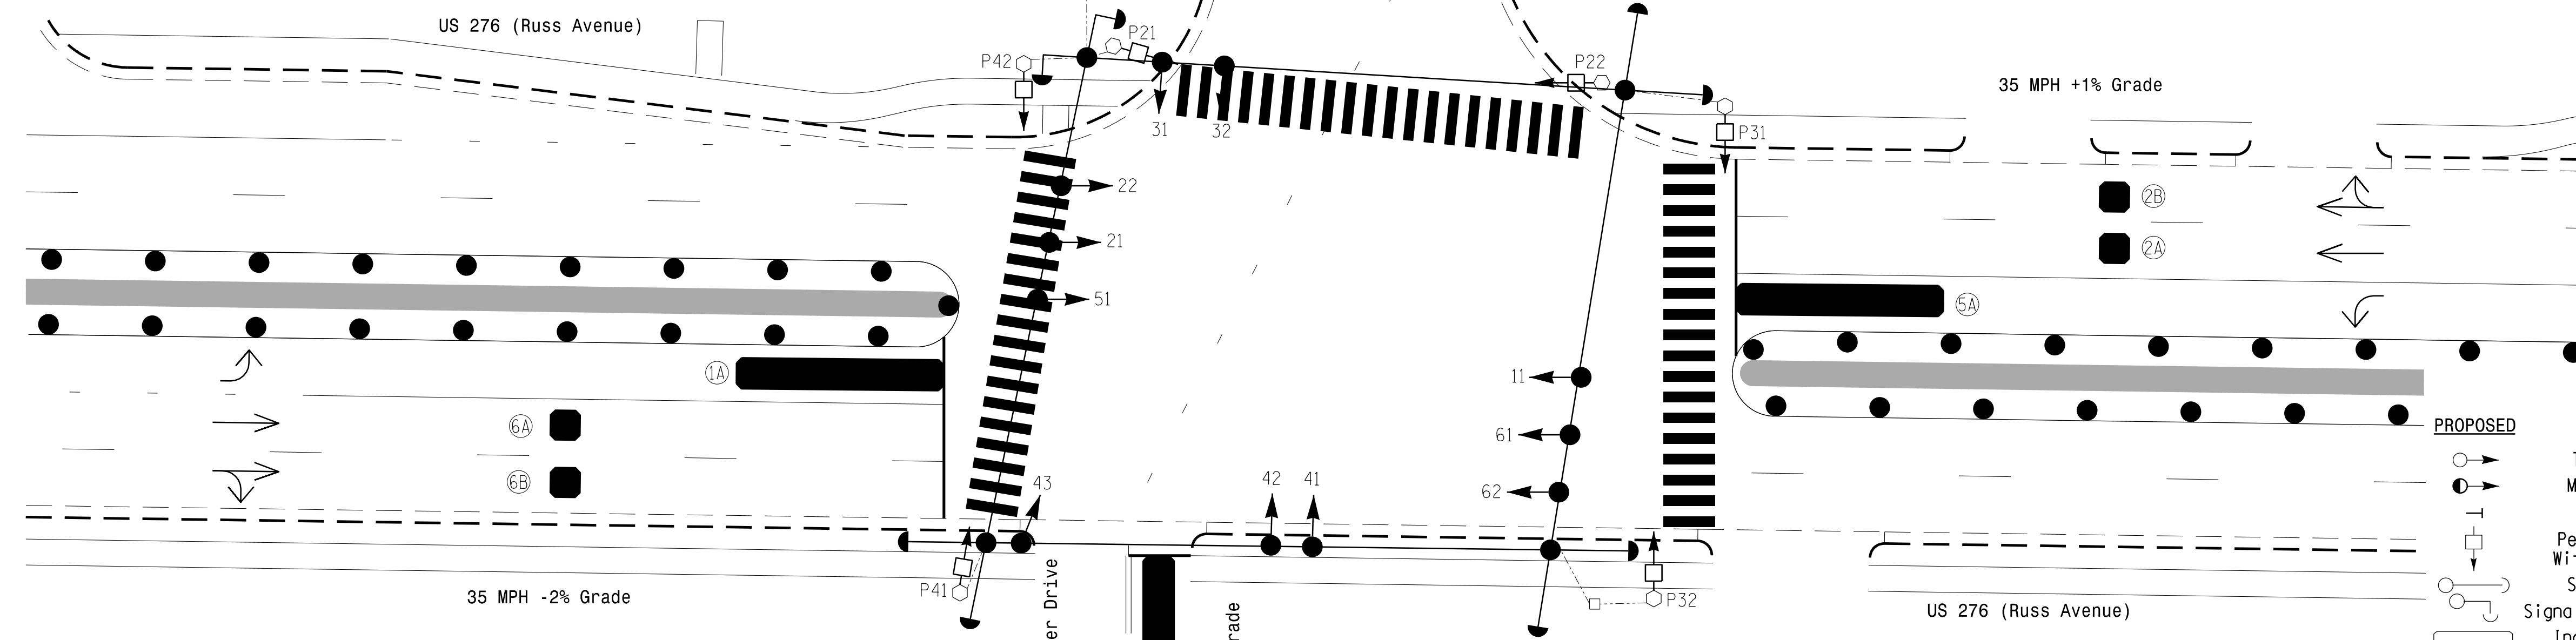 US 276 (Russ Avenue)
P21
P42
P22
35 MPH +1% Grade
31
32
P31
22
2B
21
2A
51
5A
1A
11
6A
61
PROPOSED
6B
43
42
41
62
P41
P32
35 MPH -2% Grade
Drive
US 276 (Russ Avenue)